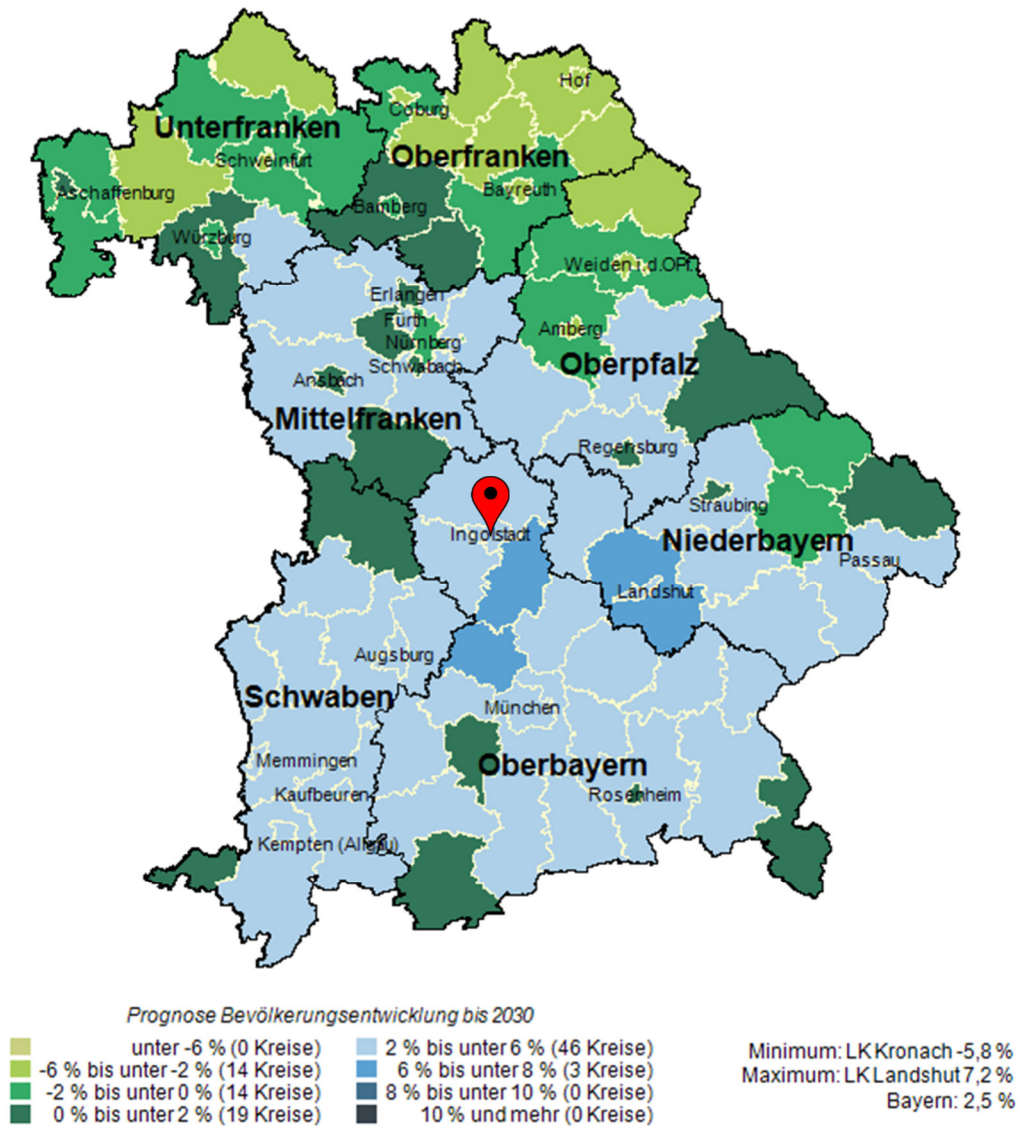 Hof
Coburg
Unterfranken
Schweinfurt
Oberfranken
Aschaffenburg
Bayreuth
Bamberg
Würzburg
Weiden i.d.OPf.
Erlangen
Fürth
Nürnberg
Amberg
Schwabach
Oberpfalz
Ansbach
Mittelfranken
Regensburg
Straubing
Ingolstadt
Niederbayern
Passau
Landshut
Augsburg
Schwaben
München
Memmingen
Oberbayern
Kaufbeuren
Rosenheim
Kempten (Allgäu)
Prognose Bevölkerungsentwicklung bis 2030
unter -6 % (0 Kreise)
-6 % bis unter -2 % (14 Kreise)
-2 % bis unter 0 % (14 Kreise)
0 % bis unter 2 % (19 Kreise)
2 % bis unter 6 % (46 Kreise)
6 % bis unter 8 % (3 Kreise)
8 % bis unter 10 % (0 Kreise)
10 % und mehr (0 Kreise)
Minimum: LK Kronach -5,8 %
Maximum: LK Landshut 7,2 %
Bayern: 2,5 %